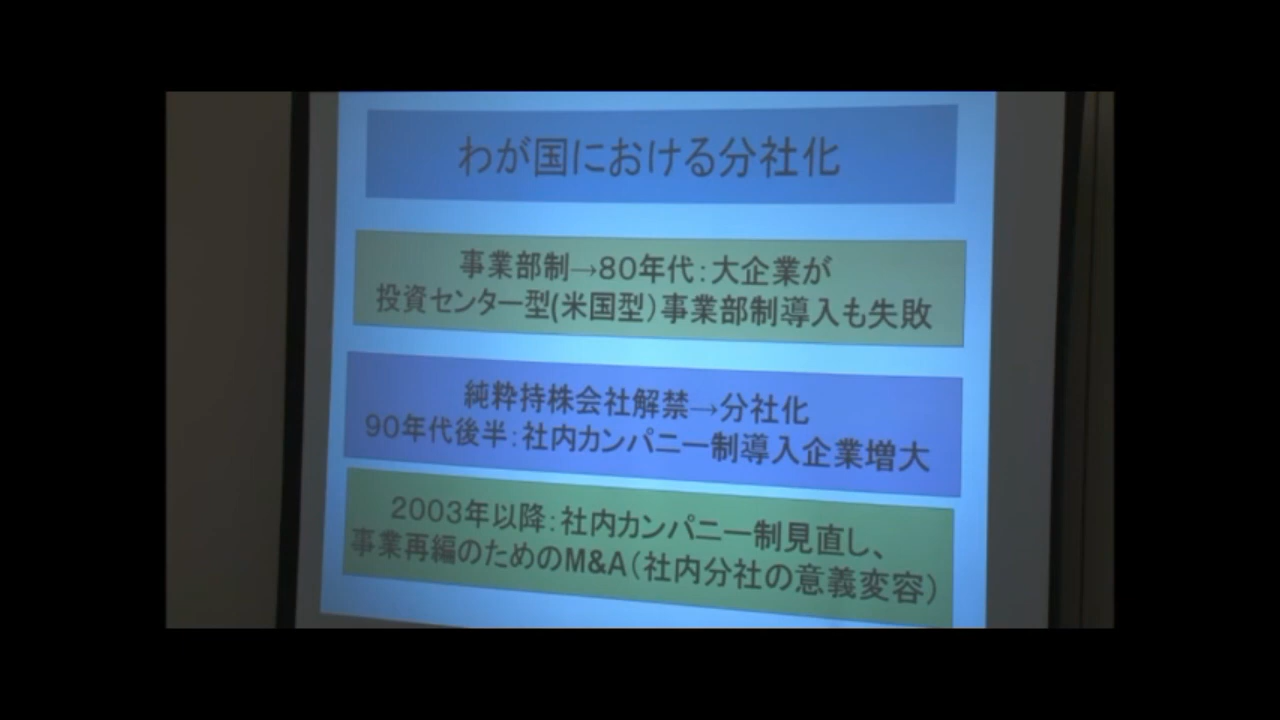 わが国における分社化
事業部制→80年代：大企業が
投資センター型(米国型）事業部制導入も失敗
純粋持株会社解禁→分社化
90年代後半：社内カンパニー制導入企業増大
2003年以降：社内カンパニー制見直し、
事業再編のためのM&A（社内分社の意義変容）